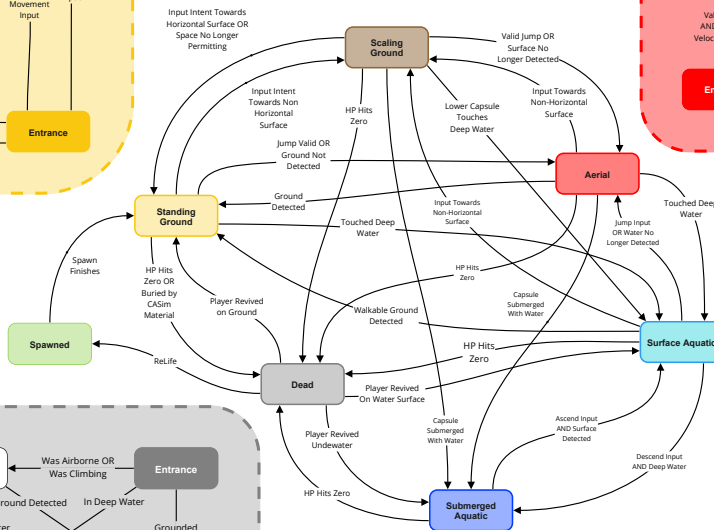 Movement
Input
Entrance
Input Intent Towards
Horizontal Surface OR
Space No Longer
Permitting
Scaling
Ground
Valid Jump OR
Surface No
Longer Detected
Input Intent
Towards Non
Horizontal
Surface
HP Hits
Zero
Lower Capsule
Touches
Deep Water
Input Towards
Non-Horizontal
Surface
Jump Valid OR
Ground Not
Detected
Aerial
Ground
Detected
Standing
Ground
Touched Deep
Water
Input Towards
Non-Horizontal
Surface
Jump Input
OR Water No
Longer Detected
Touched Deep
Water
Spawn
Finishes
HP Hits
Zero OR
Buried by
CASim
Material
Player Revived
on Ground
HP Hits
Zero
Capsule
Submerged
With Water
Walkable Ground
Detected
Spawned
ReLife
HP Hits
Zero
Surface Aquatic
Dead
Player Revived
On Water Surface
Player Revived
Underwater
Capsule
Submerged
With Water
Ascend Input
AND Surface
Detected
Descend Input
AND Deep Water
HP Hits Zero
Submerged
Aquatic
Was Airborne OR
Was Climbing
Entrance
In Deep Water
Grounded